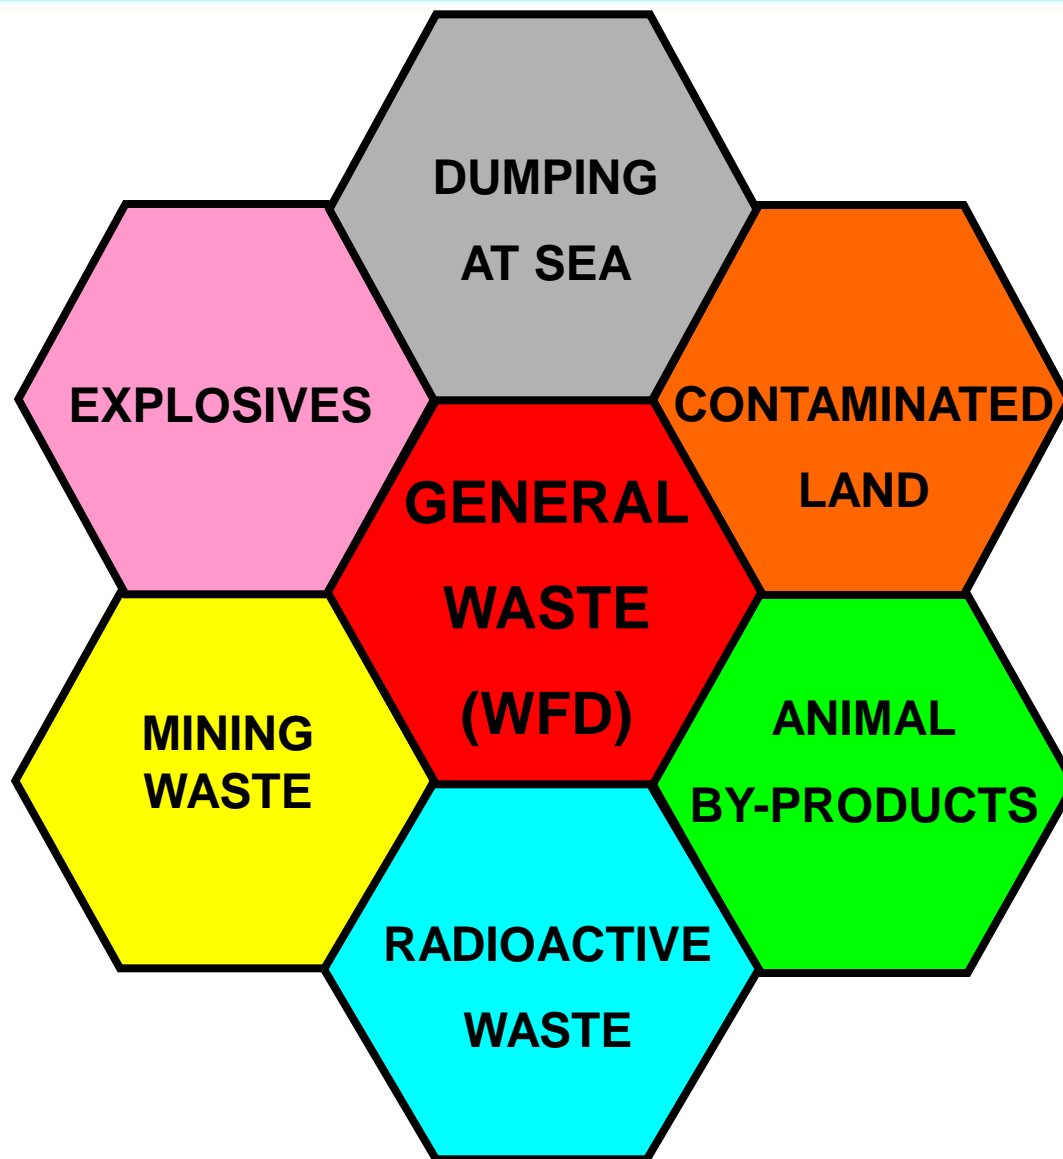 DUMPING
AT SEA
EXPLOSIVES
CONTAMINATED
LAND
GENERAL
WASTE
(WFD)
MINING
WASTE
ANIMAL
BY-PRODUCTS
RADIOACTIVE
WASTE